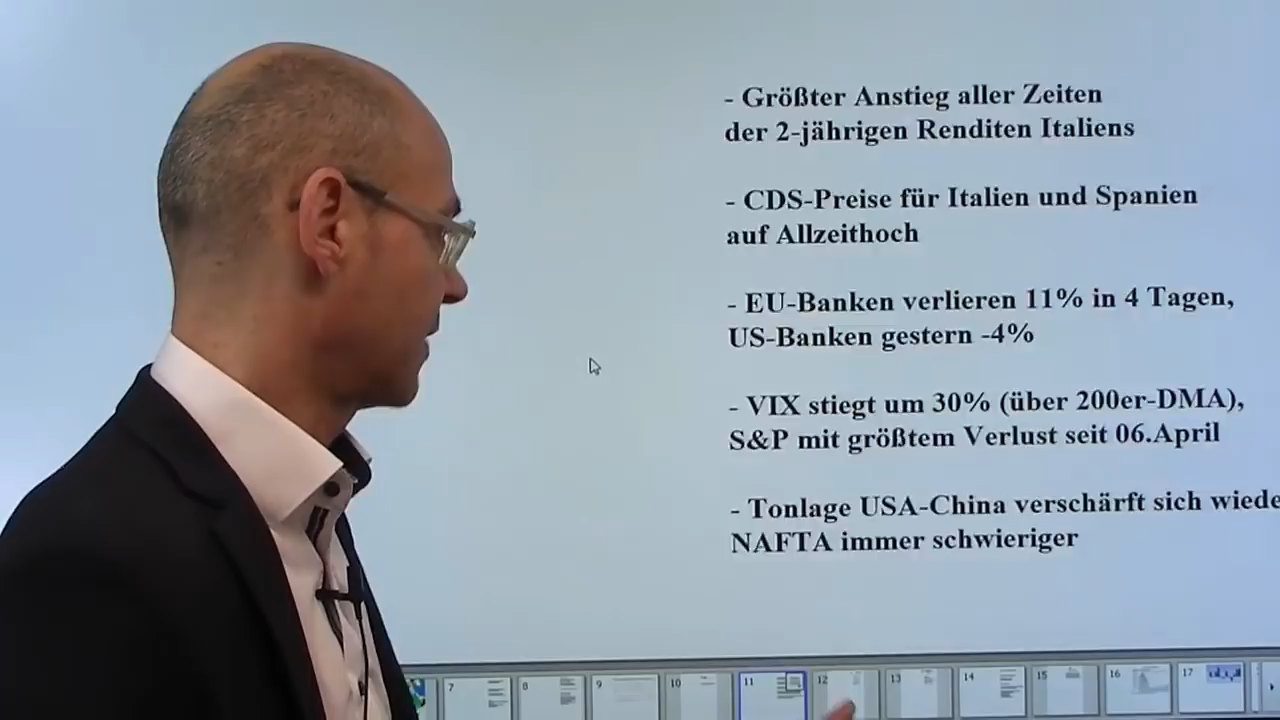 - Größter Anstieg aller Zeiten
der 2-jährigen Renditen Italiens
- CDS-Preise für Italien und Spanien
auf Allzeithoch
- EU-Banken verlieren 11% in 4 Tagen,
US-Banken gestern -4%
- VIX stiegt um 30% (über 200er-DMA),
S&P mit größtem Verlust seit 06.April
- Tonlage USA-China verschärft sich wiede
NAFTA immer schwieriger
7 8 9 10 11 12 13 14 15 16 17